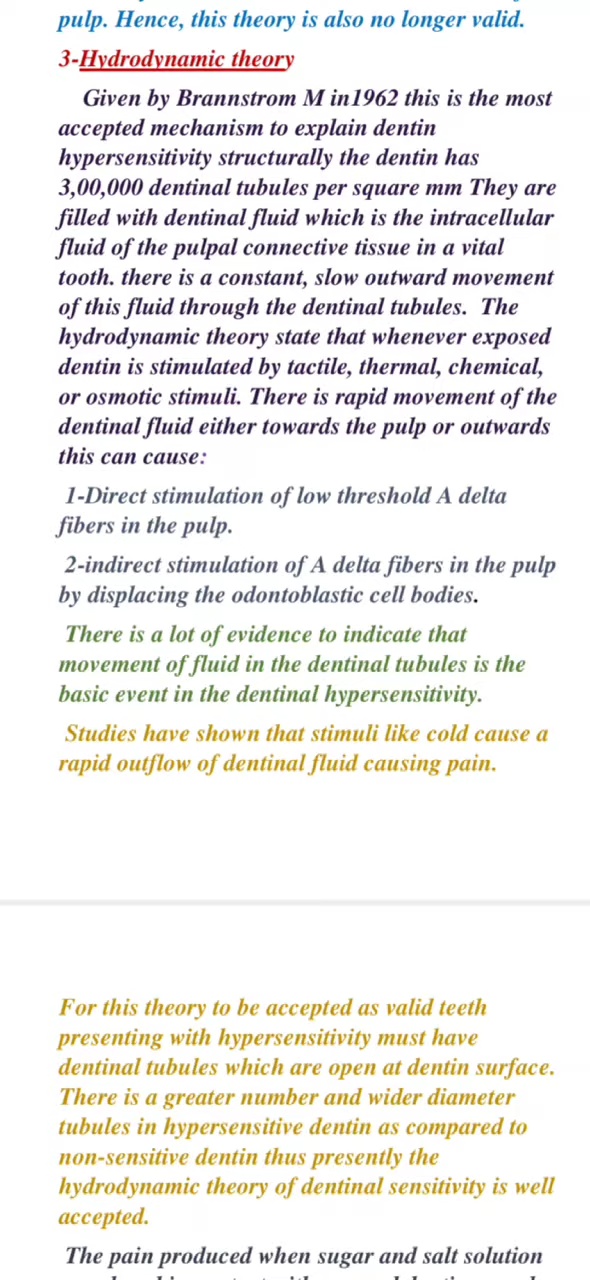 pulp. Hence, this theory is also no longer valid.
3-Hydrodynamic theory
Given by Brannstrom M in1962 this is the most
accepted mechanism to explain dentin
hypersensitivity structurally the dentin has
3,00,000 dentinal tubules per square mm They are
filled with dentinal fluid which is the intracellular
fluid of the pulpal connective tissue in a vital
tooth. there is a constant, slow outward movement
of this fluid through the dentinal tubules.  The
hydrodynamic theory state that whenever exposed
dentin is stimulated by tactile, thermal, chemical,
or osmotic stimuli. There is rapid movement of the
dentinal fluid either towards the pulp or outwards
this can cause:
1-Direct stimulation of low threshold A delta
fibers in the pulp.
2-indirect stimulation of A delta fibers in the pulp
by displacing the odontoblastic cell bodies.
There is a lot of evidence to indicate that
movement of fluid in the dentinal tubules is the
basic event in the dentinal hypersensitivity.
Studies have shown that stimuli like cold cause a
rapid outflow of dentinal fluid causing pain.
For this theory to be accepted as valid teeth
presenting with hypersensitivity must have
dentinal tubules which are open at dentin surface.
There is a greater number and wider diameter
tubules in hypersensitive dentin as compared to
non-sensitive dentin thus presently the
hydrodynamic theory of dentinal sensitivity is well
accepted.
The pain produced when sugar and salt solution